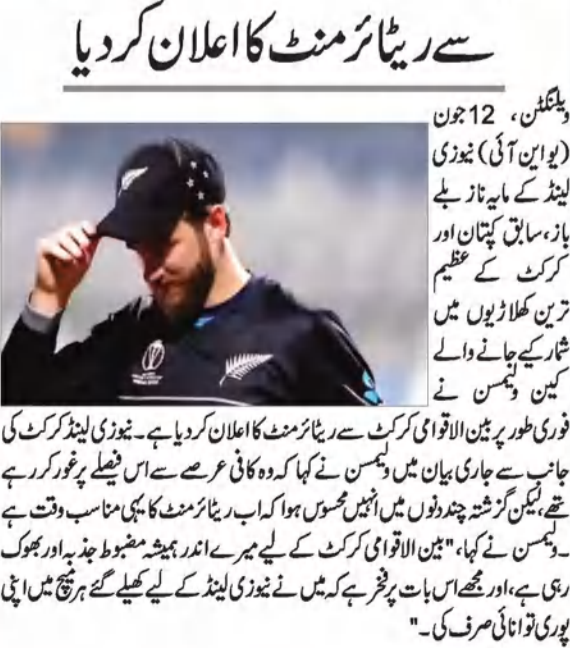 سے ریٹائرمنٹ کا اعلان کر دیا
ویلنگٹن، 12 جون
(یو این آئی) نیوزی
لینڈ کے مایہ ناز بلے
باز، سابق کپتان اور
کرکٹ کے عظیم
ترین کھلاڑیوں میں
شمار کیے جانے والے
کین ولیمسن نے
فوری طور پر بین الاقوامی کرکٹ سے ریٹائرمنٹ کا اعلان کر دیا ہے۔ نیوزی لینڈ کرکٹ کی
جانب سے جاری بیان میں ولیمسن نے کہا کہ وہ کافی عرصے سے اس فیصلے پر غور کر رہے
تھے، لیکن گزشتہ چند دنوں میں انہیں محسوس ہوا کہ اب ریٹائرمنٹ کا یہی مناسب وقت ہے
۔ ولیمسن نے کہا، "بین الاقوامی کرکٹ کے لیے میرے اندر ہمیشہ مضبوط جذبہ اور بھوک
رہی ہے، اور مجھے اس بات پر فخر ہے کہ میں نے نیوزی لینڈ کے لیے کھیلے گئے ہر میچ میں اپنی
پوری توانائی صرف کی۔"